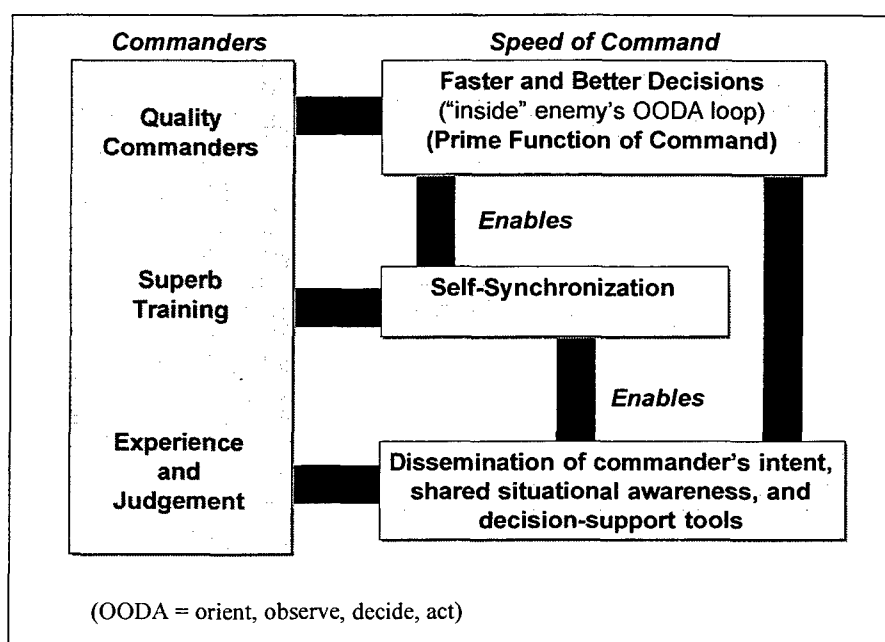 Commanders
Speed of Command
Quality
Commanders
Superb
Training
Experience
and
Judgement
Faster and Better Decisions
("inside" enemy's OODA loop)
(Prime Function of Command)
Enables
Self-Synchronization
Enables
Dissemination of commander's intent,
shared situational awareness, and
decision-support tools
(OODA = orient, observe, decide, act)